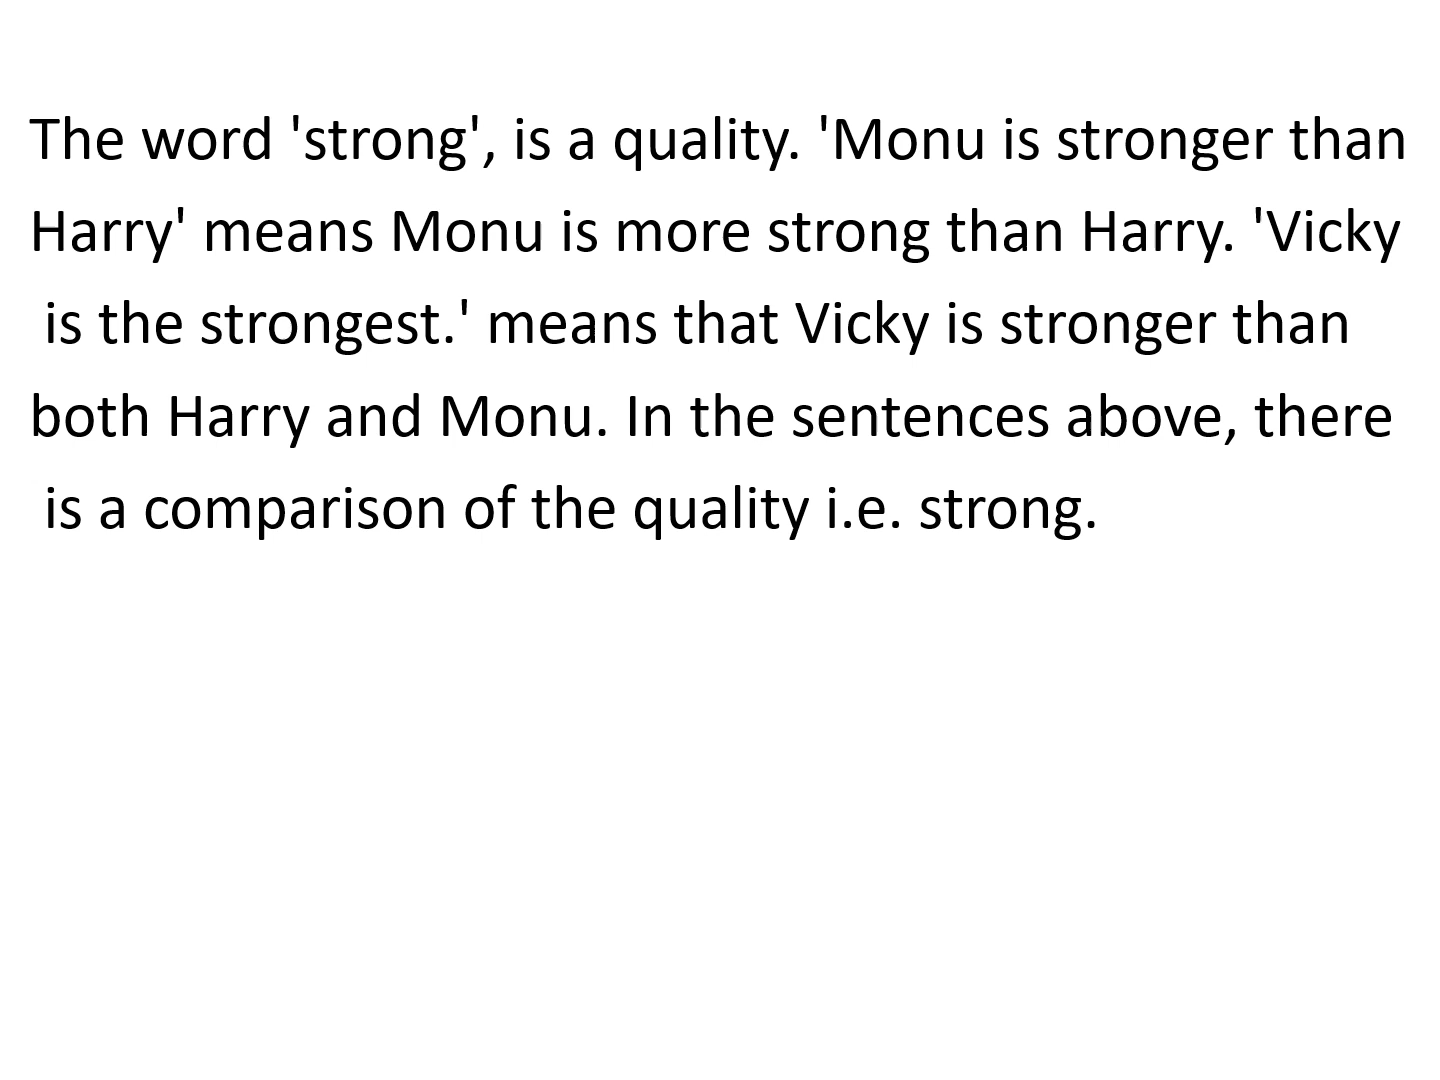 The word 'strong', is a quality. 'Monu is stronger than
Harry' means Monu is more strong than Harry. 'Vicky
is the strongest.' means that Vicky is stronger than
both Harry and Monu. In the sentences above, there
is a comparison of the quality i.e. strong.